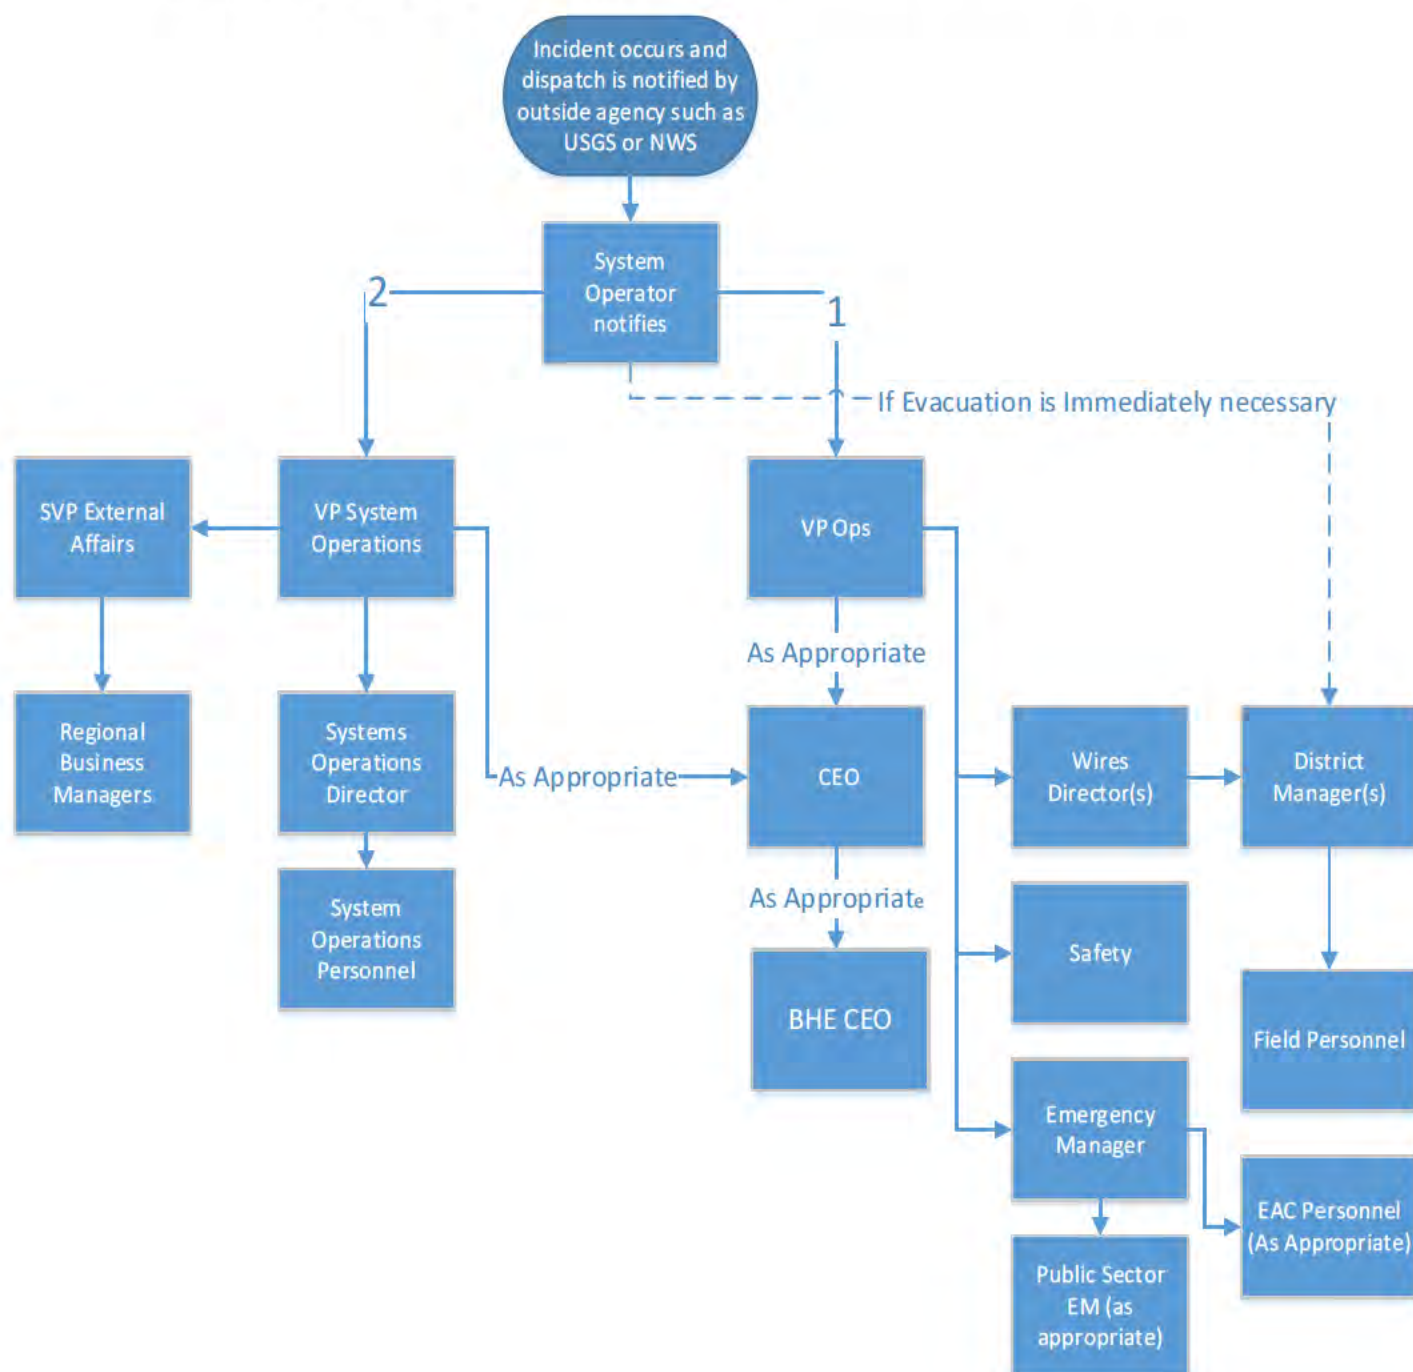 Incident occurs and
dispatch is notified by
outside agency such as
USGS or NWS
System
Operator
notifies
2
1
If Evacuation is Immediately necessary
SVP External
Affairs
VP System
Operations
VP Ops
As Appropriate
Regional
Business
Managers
Systems
Operations
Director
As Appropriate
CEO
Wires
Director(s)
District
Manager(s)
As Appropriate
System
Operations
Personnel
BHE CEO
Safety
Field Personnel
Emergency
Manager
EAC Personnel
(As Appropriate)
Public Sector
EM (as
appropriate)